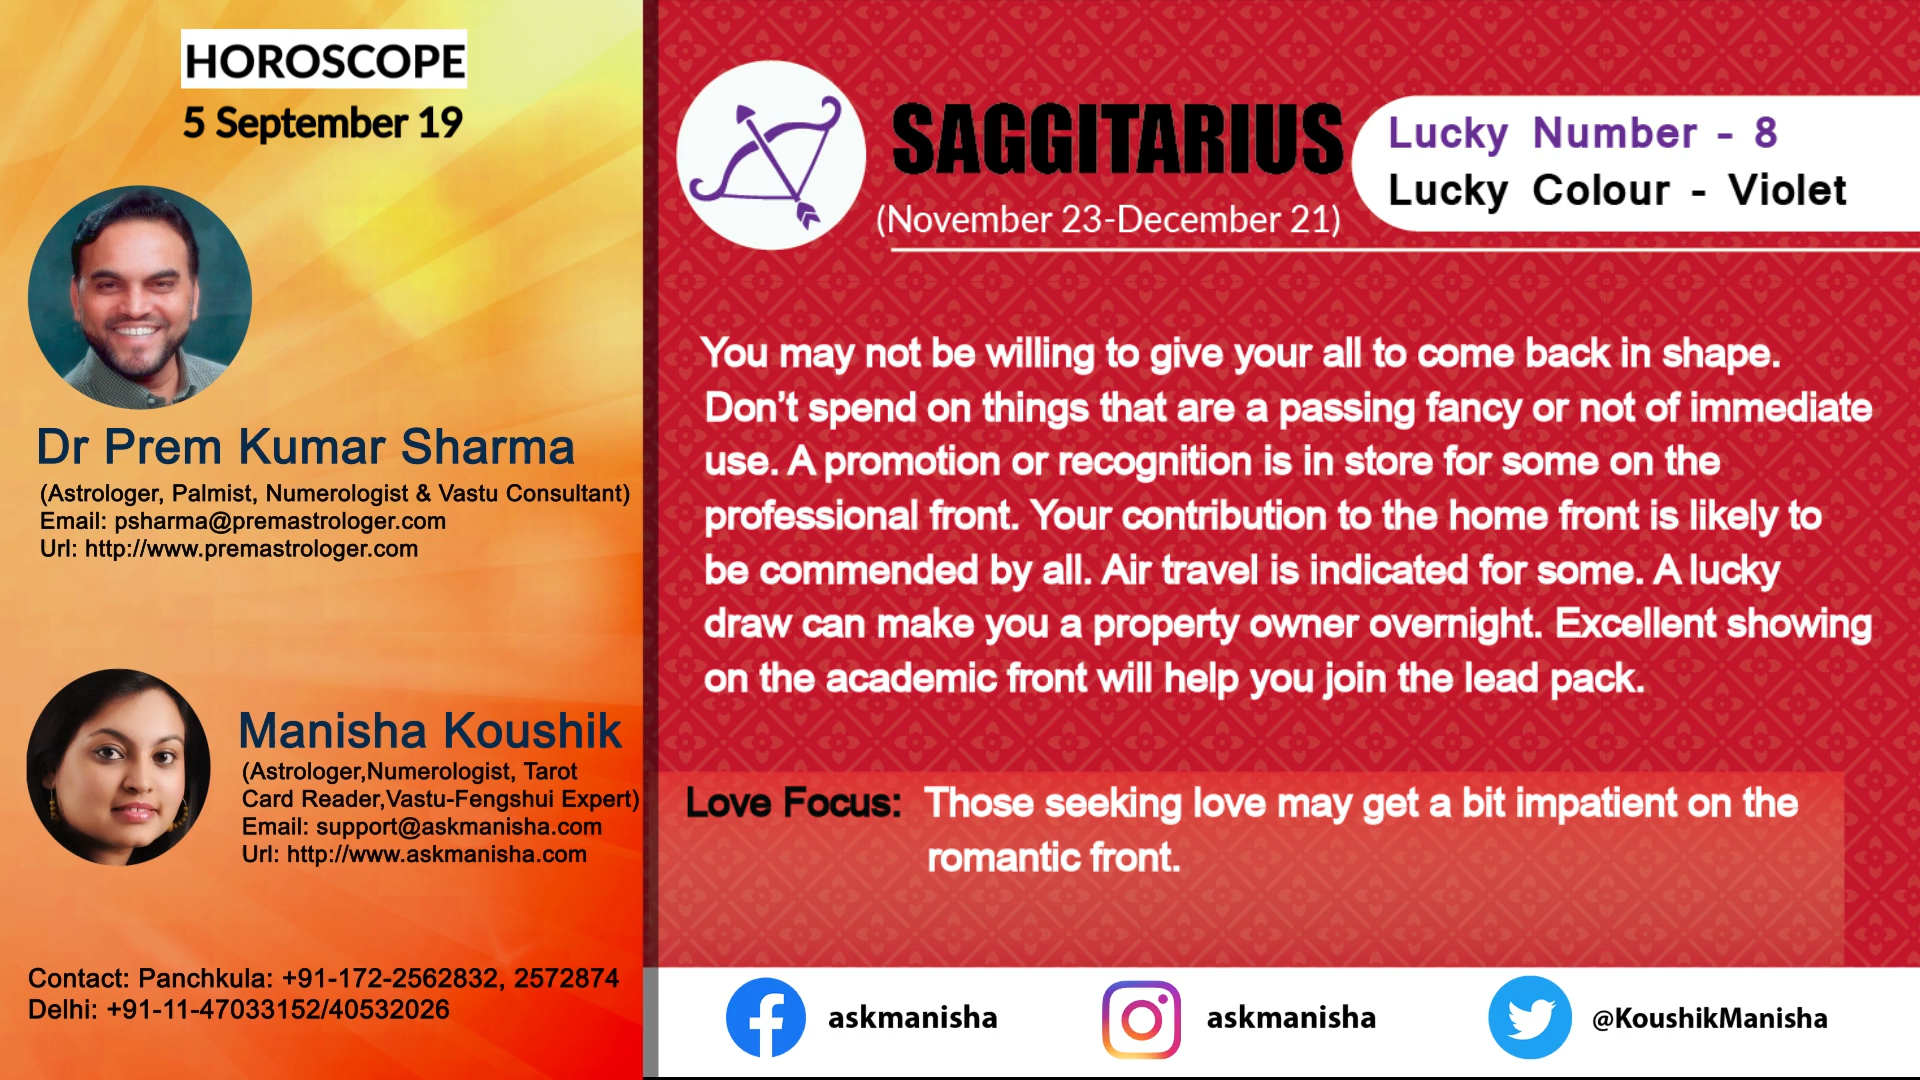 HOROSCOPE
5 September 19
Dr Prem Kumar Sharma
(Astrologer, Palmist, Numerologist & Vastu Consultant)
Email: psharma@premastrologer.com
Url: http://www.premastrologer.com
Manisha Koushik
(Astrologer,Numerologist, Tarot
Card Reader,Vastu-Fengshui Expert)
Email: support@askmanisha.com
Url: http://www.askmanisha.com
Contact: Panchkula: +91-172-2562832, 2572874
Delhi: +91-11-47033152/40532026
SAGGITARIUS
(November 23-December 21)
Lucky Number - 8
Lucky Colour - Violet
You may not be willing to give your all to come back in shape.
Don’t spend on things that are a passing fancy or not of immediate
use. A promotion or recognition is in store for some on the
professional front. Your contribution to the home front is likely to
be commended by all. Air travel is indicated for some. A lucky
draw can make you a property owner overnight. Excellent showing
on the academic front will help you join the lead pack.
Love Focus: Those seeking love may get a bit impatient on the
romantic front.
askmanisha
askmanisha
@KoushikManisha